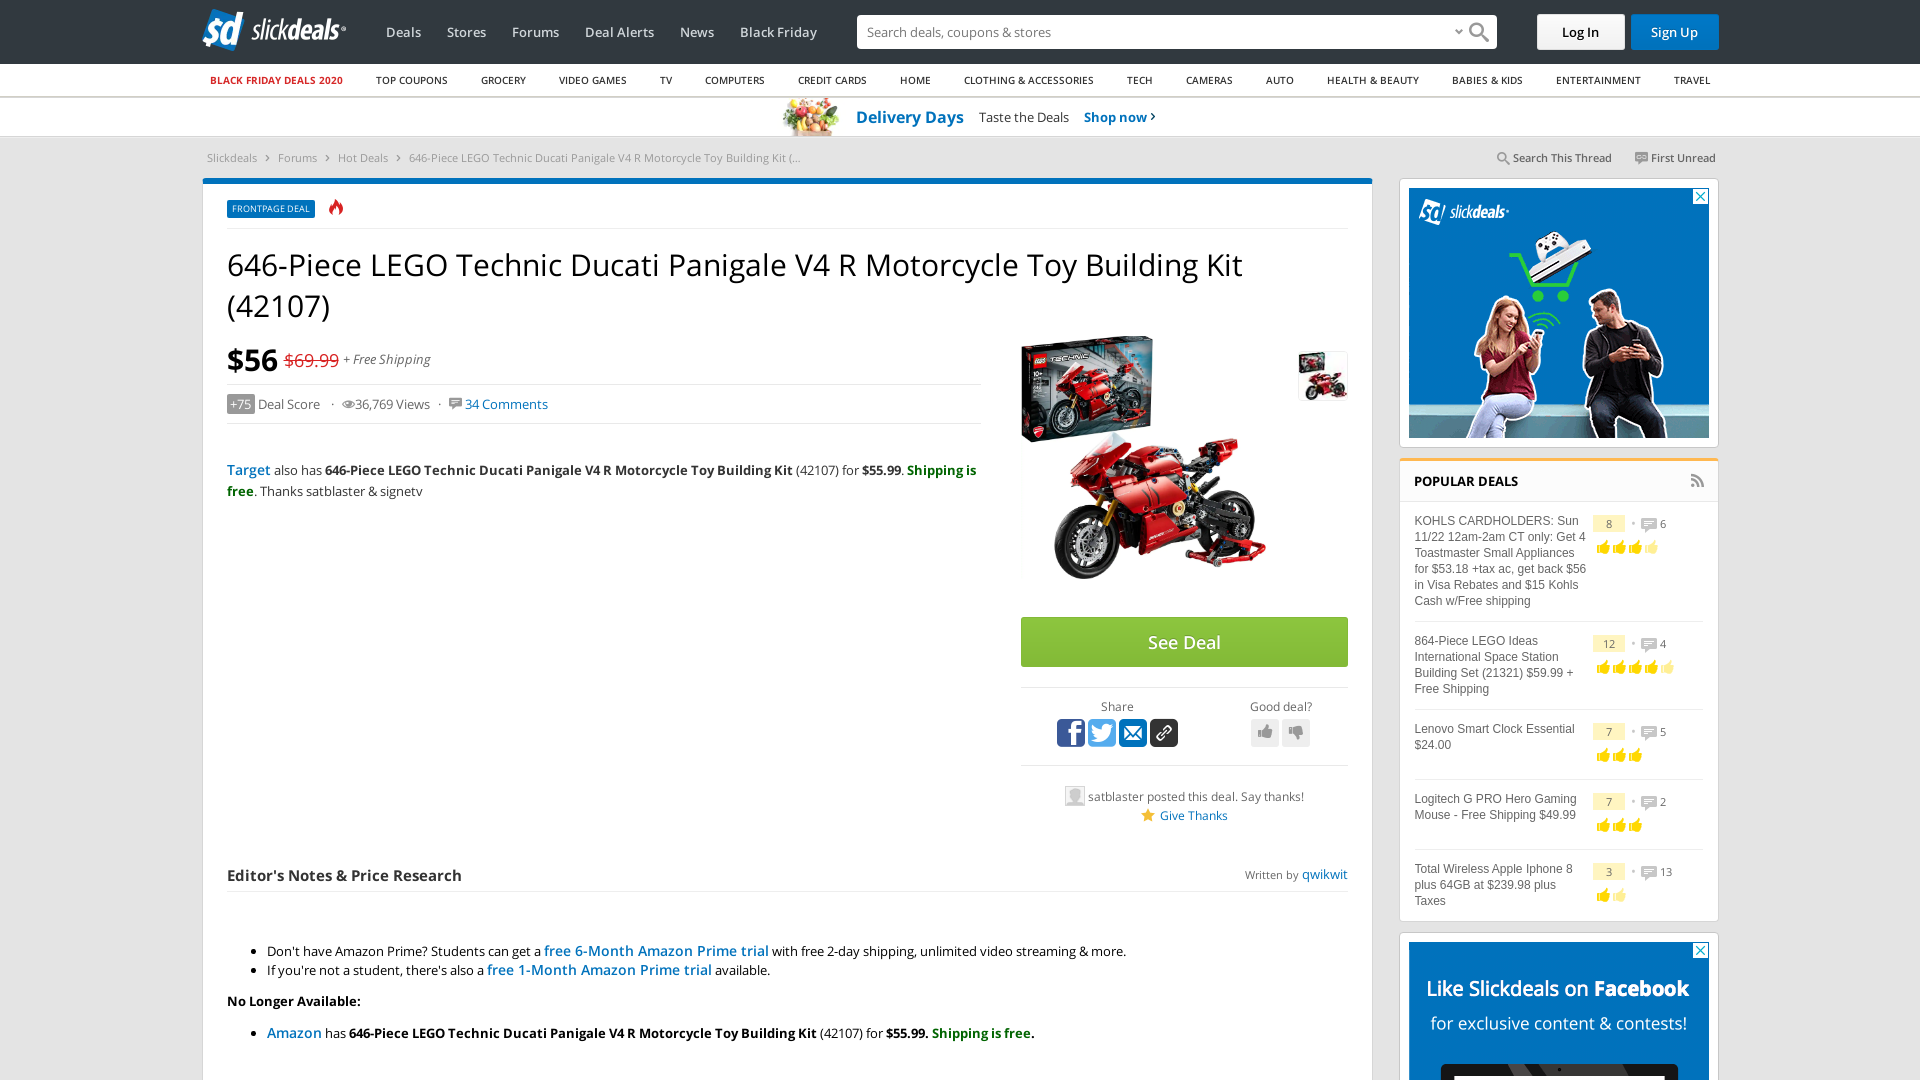 slickdeals
Deals
Stores
Forums
Deal Alerts
News
Black Friday
Search deals, coupons & stores
Log In
Sign Up
BLACK FRIDAY DEALS 2020
TOP COUPONS
GROCERY
VIDEO GAMES
TV
COMPUTERS
CREDIT CARDS
HOME
CLOTHING & ACCESSORIES
TECH
CAMERAS
AUTO
HEALTH & BEAUTY
BABIES & KIDS
ENTERTAINMENT
TRAVEL
Delivery Days Taste the Deals Shop now ›
Slickdeals › Forums › Hot Deals › 646-Piece LEGO Technic Ducati Panigale V4 R Motorcycle Toy Building Kit (...
Search This Thread
First Unread
FRONTPAGE DEAL
646-Piece LEGO Technic Ducati Panigale V4 R Motorcycle Toy Building Kit
(42107)
$56 $69.99 + Free Shipping
+75 Deal Score · 36,769 Views · 34 Comments
Target also has 646-Piece LEGO Technic Ducati Panigale V4 R Motorcycle Toy Building Kit (42107) for $55.99. Shipping is
free. Thanks satblaster & signetv
LEGO TECHNIC
10+
See Deal
Share
Good deal?
satblaster posted this deal. Say thanks!
Give Thanks
Editor's Notes & Price Research
Written by qwikwit
• Don't have Amazon Prime? Students can get a free 6-Month Amazon Prime trial with free 2-day shipping, unlimited video streaming & more.
• If you're not a student, there's also a free 1-Month Amazon Prime trial available.
No Longer Available:
• Amazon has 646-Piece LEGO Technic Ducati Panigale V4 R Motorcycle Toy Building Kit (42107) for $55.99. Shipping is free.
slickdeals
POPULAR DEALS
KOHLS CARDHOLDERS: Sun
11/22 12am-2am CT only: Get 4
Toastmaster Small Appliances
for $53.18 +tax ac, get back $56
in Visa Rebates and $15 Kohls
Cash w/Free shipping
8 • 6
864-Piece LEGO Ideas
International Space Station
Building Set (21321) $59.99 +
Free Shipping
12 • 4
Lenovo Smart Clock Essential
$24.00
7 • 5
Logitech G PRO Hero Gaming
Mouse - Free Shipping $49.99
7 • 2
Total Wireless Apple Iphone 8
plus 64GB at $239.98 plus
Taxes
3 • 13
Like Slickdeals on Facebook
for exclusive content & contests!